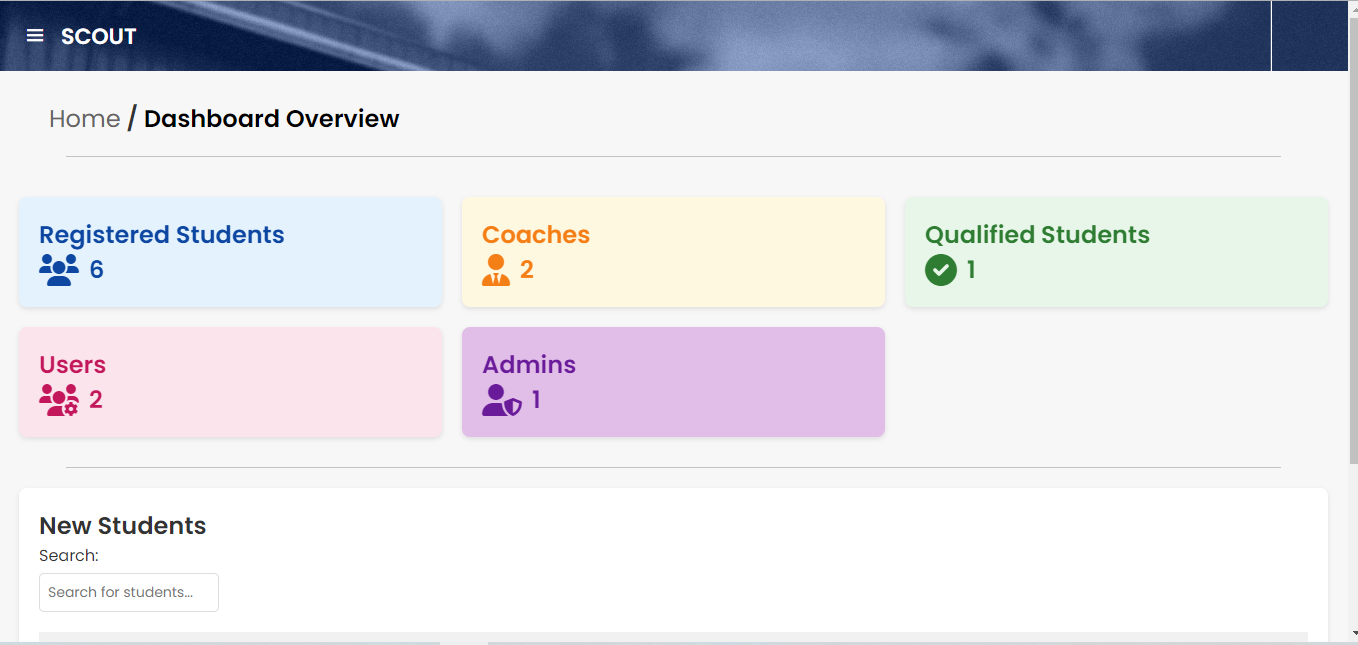 SCOUT
Home / Dashboard Overview
Registered Students
6
Coaches
2
Qualified Students
1
Users
2
Admins
1
New Students
Search:
Search for students...